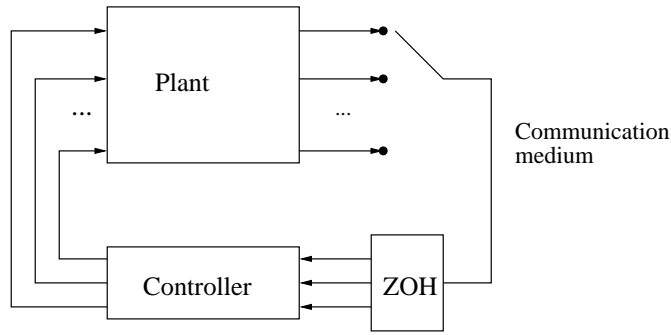 Plant
...
...
Communication
medium
Controller
ZOH